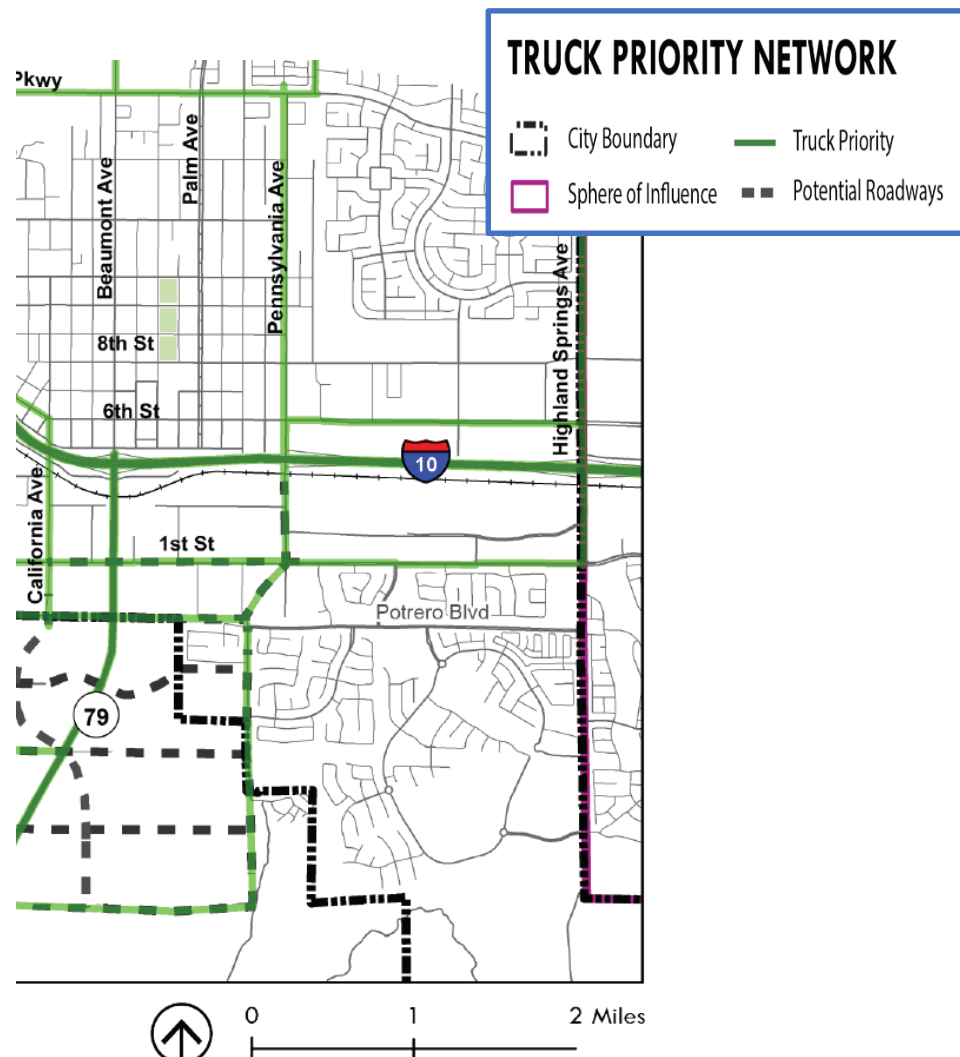 TRUCK PRIORITY NETWORK
City Boundary
Truck Priority
Sphere of Influence
Potential Roadways
Pkwy
Beaumont Ave
Palm Ave
Pennsylvania Ave
Highland Springs Ave
8th St
6th St
10
California Ave
1st St
Potrero Blvd
79
0 1 2 Miles